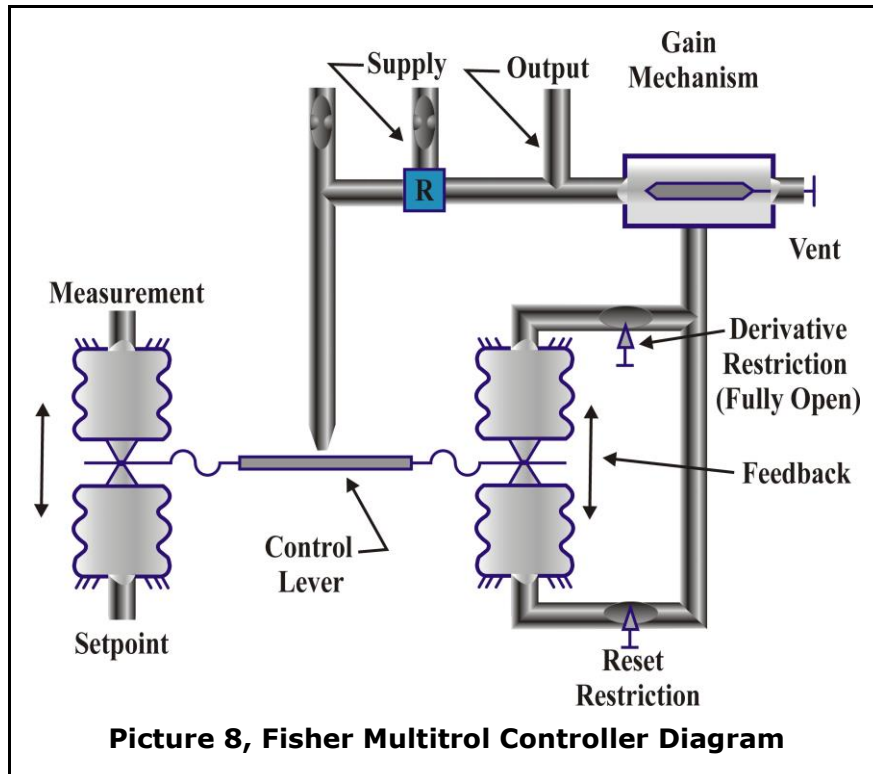 Supply
Output
Gain
Mechanism
R
Vent
Measurement
Derivative
Restriction
(Fully Open)
Feedback
Control
Lever
Setpoint
Reset
Restriction
Picture 8, Fisher Multitrol Controller Diagram